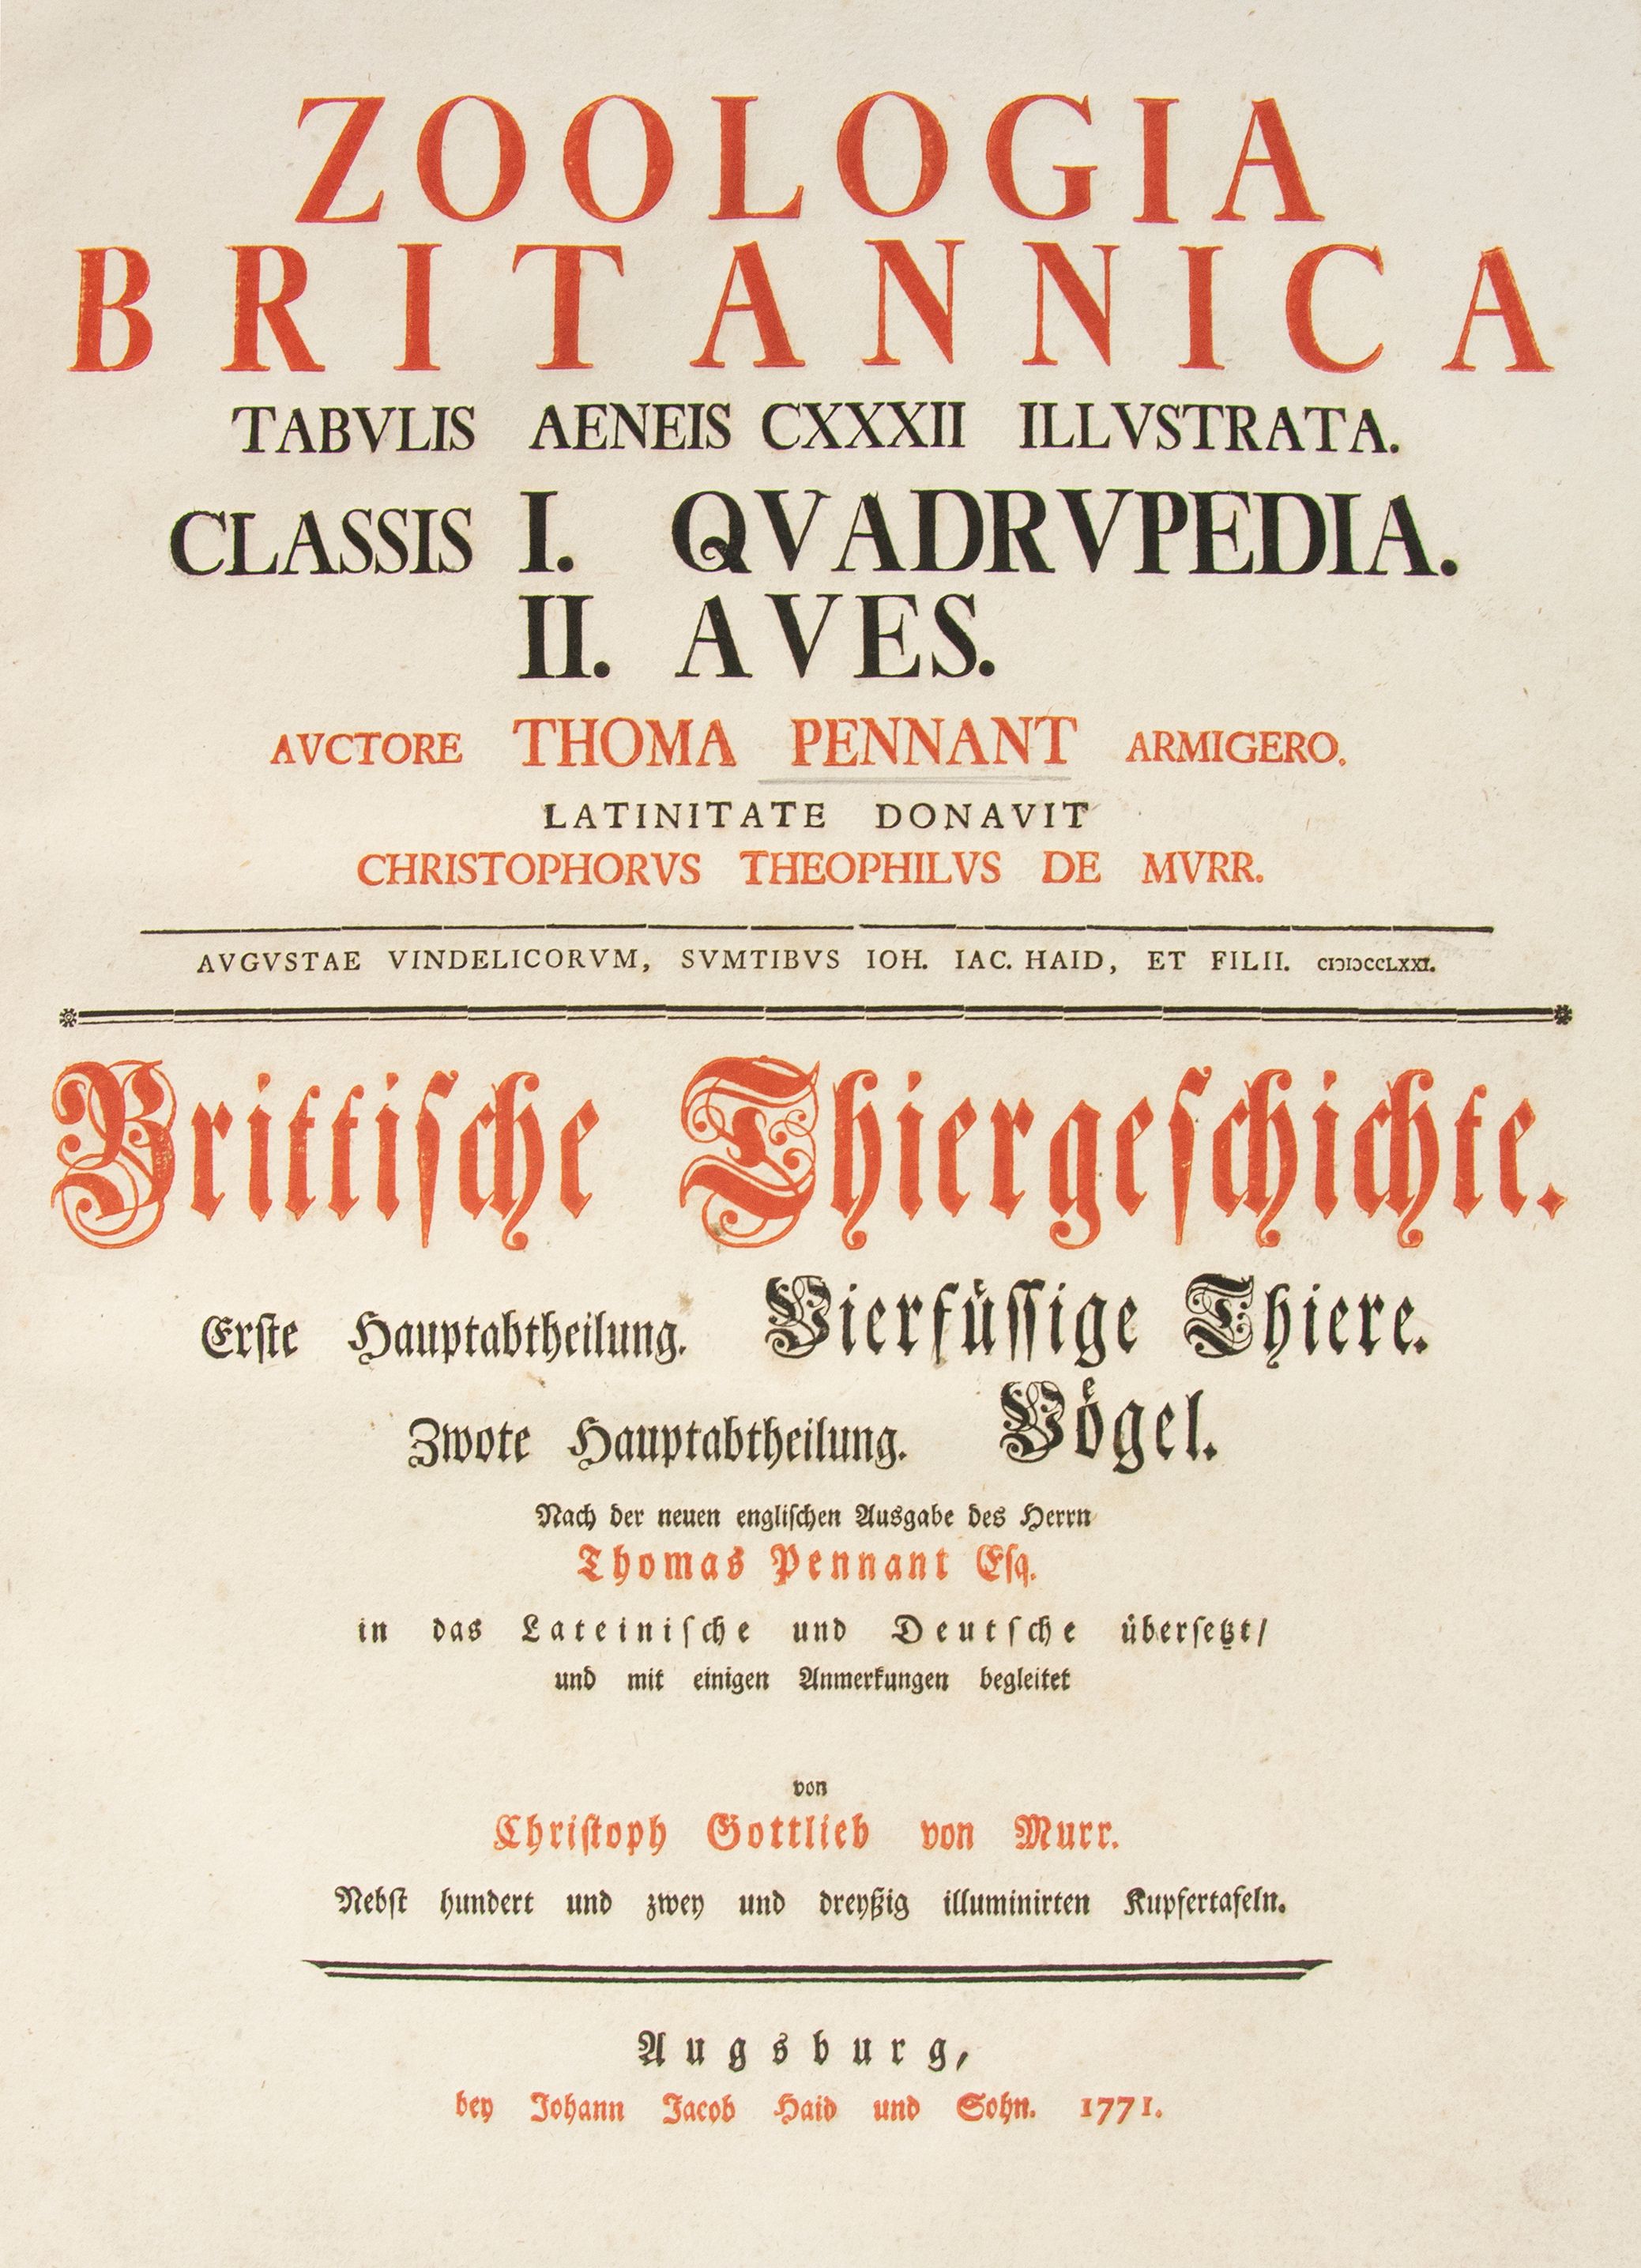 ZOOLOGIA
BRITANNICA
TABVLIS AENEIS CXXXII ILLVSTRATA.
CLASSIS I. QVADRVPEDIA.
II. AVES.
AVCTORE THOMA PENNANT ARMIGERO.
LATINITATE DONAVIT
CHRISTOPHORVS THEOPHILVS DE MVRR.
AVGVSTAE VINDELICORVM, SVMTIBVS IOH. IAC. HAID, ET FILII. CIↃIↃCCLXXI.
Brittiſche Thiergeſchichte.
Erſte Hauptabtheilung. Vierfüſſige Thiere.
Zwote Hauptabtheilung. Voͤgel.
Nach der neuen engliſchen Ausgabe des Herrn
Thomas Pennant Eſq.
in das Lateiniſche und Deutſche überſetzt/
und mit einigen Anmerkungen begleitet
von
Chriſtoph Gottlieb von Murr.
Nebſt hundert und zwey und dreyßig illuminirten Kupfertafeln.
Augsburg,
bey Johann Jacob Haid und Sohn. 1771.